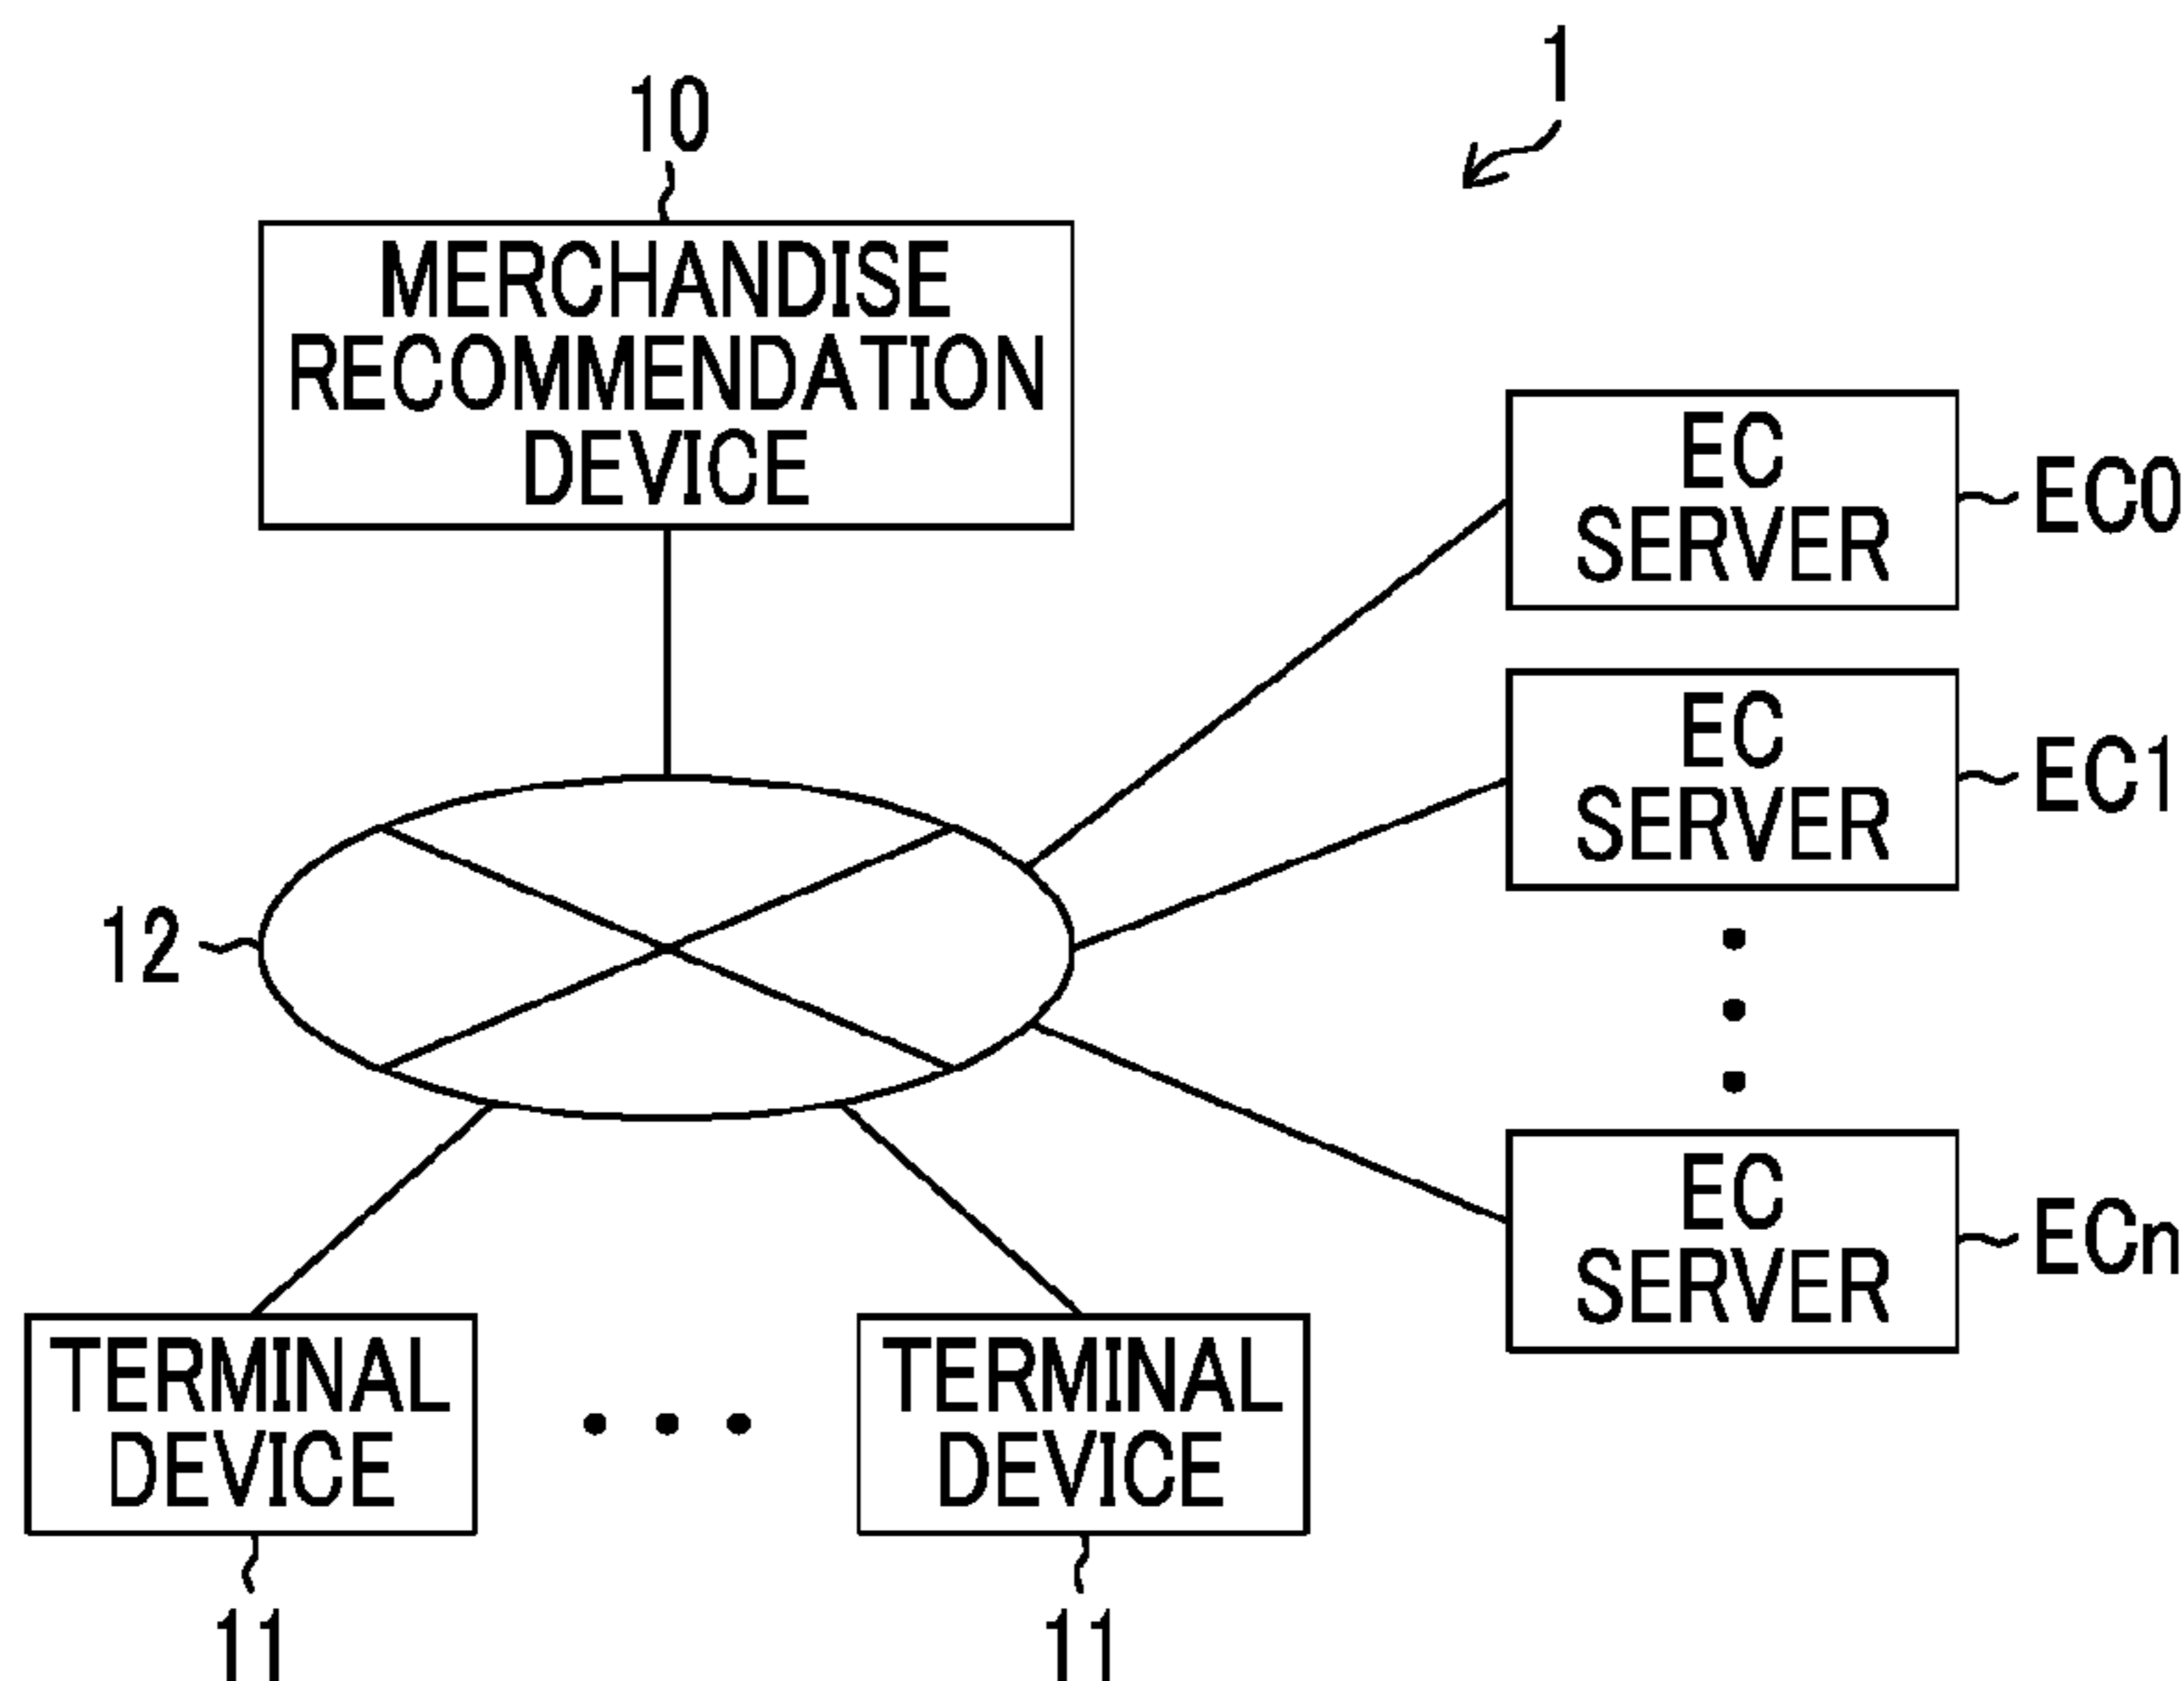 1
10
MERCHANDISE
RECOMMENDATION
DEVICE
EC
SERVER
EC0
EC
SERVER
EC1
12
EC
SERVER
ECn
TERMINAL
DEVICE
TERMINAL
DEVICE
11
11